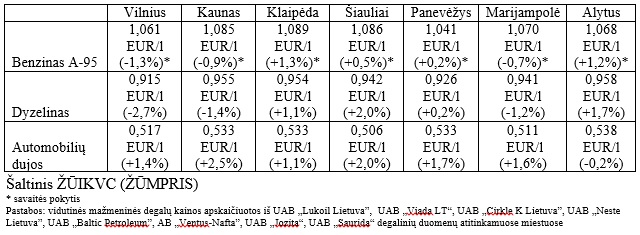 Vilnius Kaunas Klaipėda Šiauliai Panevėžys Marijampolė Alytus
1,061 1,085 1,089 1,086 1,041 1,070 1,068
EUR/l EUR/l EUR/l EUR/l EUR/l EUR/l EUR/l
Benzinas A-95 (-1,3%)* (-0,9%)* (+1,3%)* (+0,5%)* (+0,2%)* (-0,7%)* (+1,2%)*
0,915 0,955 0,954 0,942 0,926 0,941 0,958
EUR/l EUR/l EUR/l EUR/l EUR/l EUR/l EUR/l
Dyzelinas (-2,7%) (-1,4%) (+1,1%) (+2,0%) (+0,2%) (-1,2%) (+1,7%)
0,517 0,533 0,533 0,506 0,533 0,511 0,538
Automobilių EUR/l EUR/l EUR/l EUR/l EUR/l EUR/l EUR/l
dujos (+1,4%) (+2,5%) (+1,1%) (+2,0%) (+1,7%) (+1,6%) (-0,2%)
Šaltinis ŽŪIKVC (ŽŪMPRIS)
* savaitės pokytis
Pastabos: vidutinės mažmeninės degalų kainos apskaičiuotos iš UAB „Lukoil Lietuva”, UAB „Viada LT“, UAB „Cirkle K Lietuva”, UAB „Neste
Lietuva”, UAB „Baltic Petroleum”, AB „Ventus-Nafta”, UAB „Jozita”, UAB „Saurida” degalinių duomenų atitinkamuose miestuose